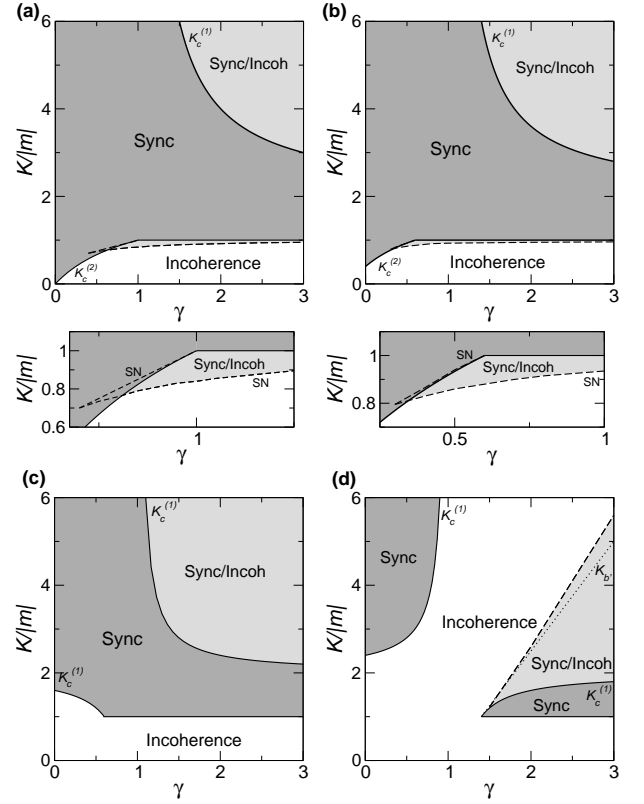 (a)
6
4
2
0
K/|m|
K_c^(1)
Sync/Incoh
Sync
K_c^(2)
Incoherence
0
1
2
3
γ
(b)
6
4
2
0
K/|m|
K_c^(1)
Sync/Incoh
Sync
K_c^(2)
Incoherence
0
1
2
3
γ
1
0.8
0.6
K/|m|
SN
Sync/Incoh
SN
1
γ
1
0.8
K/|m|
SN
Sync/Incoh
SN
0.5
1
γ
(c)
6
4
2
0
K/|m|
K_c^(1)
Sync/Incoh
Sync
K_c^(1)
Incoherence
0
1
2
3
γ
(d)
6
4
2
0
K/|m|
K_c^(1)
Sync
K_b'
Incoherence
Sync/Incoh
K_c^(1)
Sync
0
1
2
3
γ